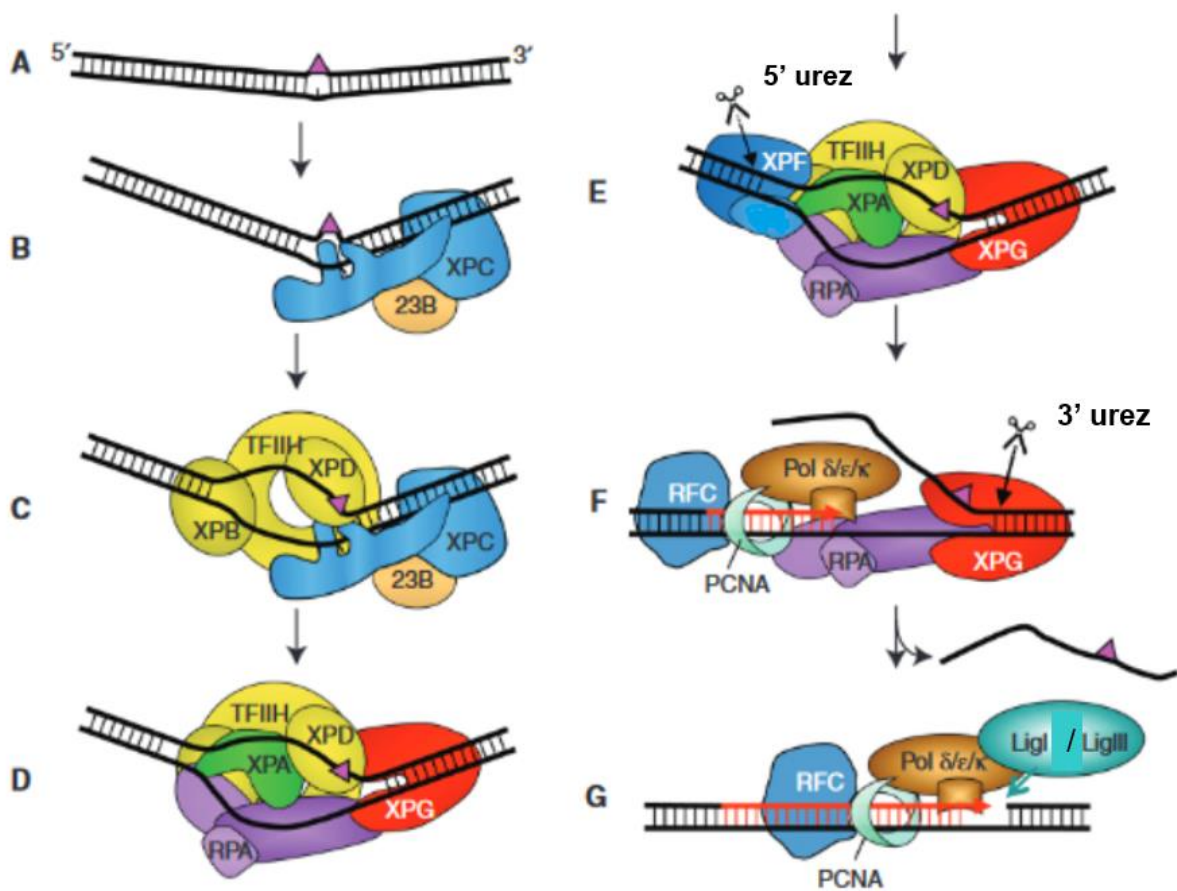 A
5′
3′
B
XPC
23B
C
TFIIH
XPD
XPB
XPC
23B
D
TFIIH
XPD
XPA
XPG
RPA
5’ urez
E
XPF
TFIIH
XPD
XPA
XPG
RPA
3’ urez
F
RFC
Pol δ/ε/κ
PCNA
RPA
XPG
G
RFC
Pol δ/ε/κ
LigI / LigIII
PCNA